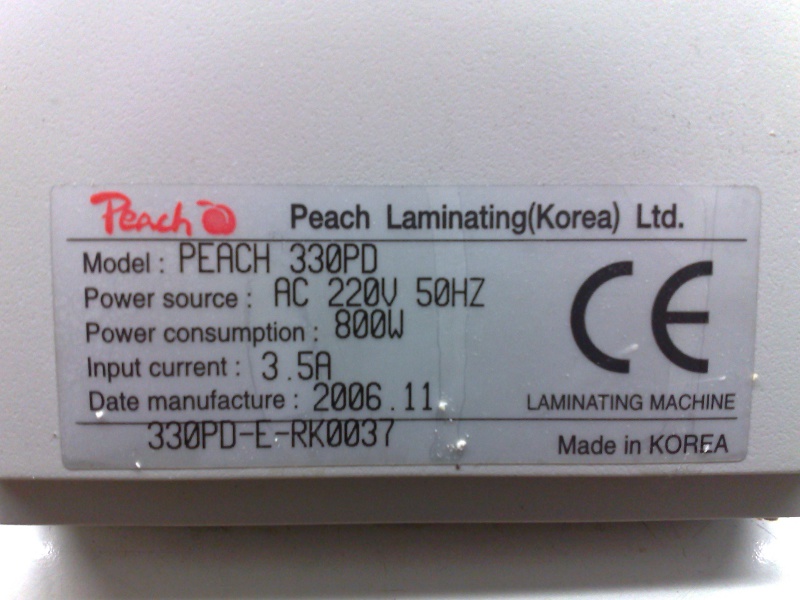 Peach Peach Laminating(Korea) Ltd.
Model : PEACH 330PD
Power source : AC 220V 50HZ
Power consumption : 800W
Input current : 3.5A
Date manufacture : 2006.11
CE
LAMINATING MACHINE
330PD-E-RK0037
Made in KOREA